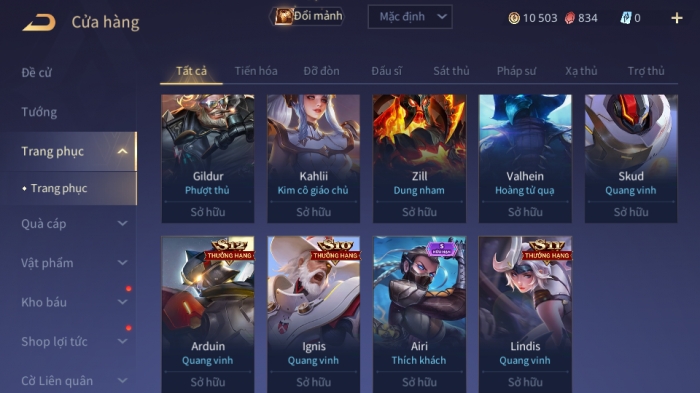 Cửa hàng
Đổi mảnh
Mặc định
10 503
834
0
Đề cử
Tướng
Trang phục
Trang phục
Quà cáp
Vật phẩm
Kho báu
Shop lợi tức
Cờ Liên quân
Tất cả
Tiến hóa
Đỡ đòn
Đấu sĩ
Sát thủ
Pháp sư
Xạ thủ
Trợ thủ
Gildur
Phượt thủ
Sở hữu
Kahlii
Kim cô giáo chủ
Sở hữu
Zill
Dung nham
Sở hữu
Valhein
Hoàng tử quạ
Sở hữu
Skud
Quang vinh
Sở hữu
S12
THƯỞNG HẠNG
Arduin
Quang vinh
Sở hữu
S10
THƯỞNG HẠNG
Ignis
Quang vinh
Sở hữu
S
HỮU HẠN
Airi
Thích khách
Sở hữu
S11
THƯỞNG HẠNG
Lindis
Quang vinh
Sở hữu